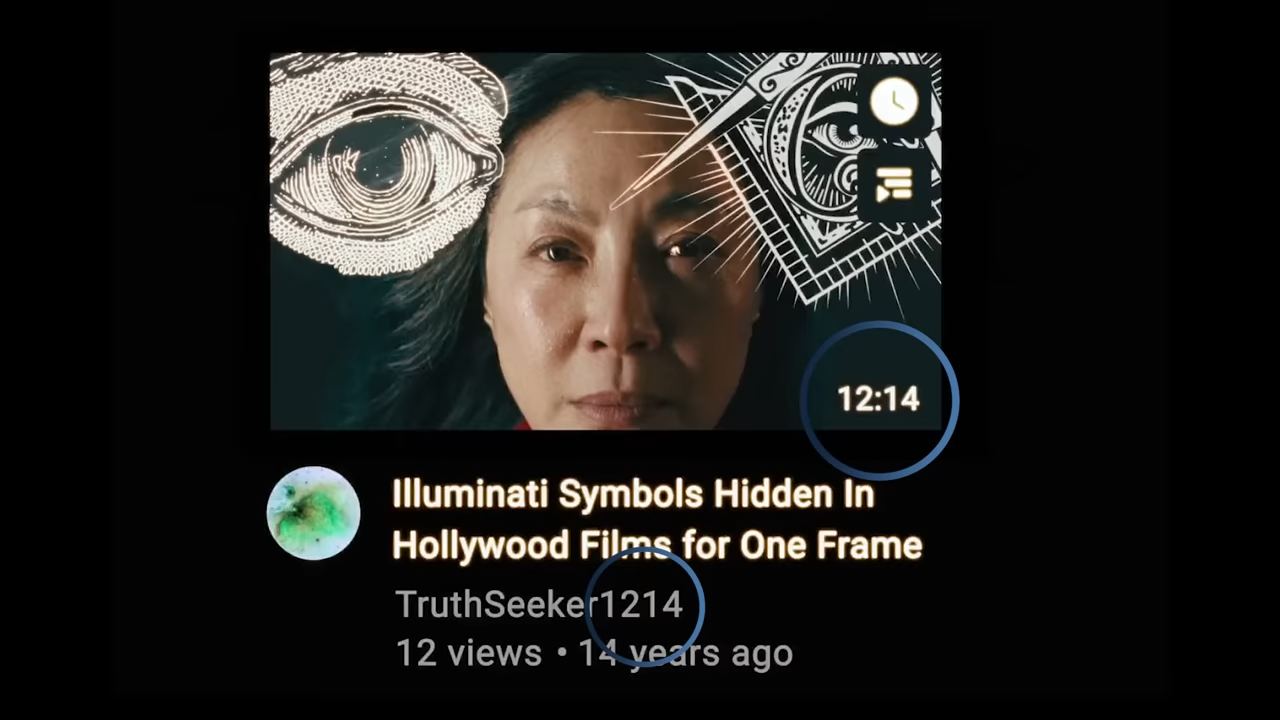 12:14
Illuminati Symbols Hidden In
Hollywood Films for One Frame
TruthSeeker1214
12 views • 14 years ago